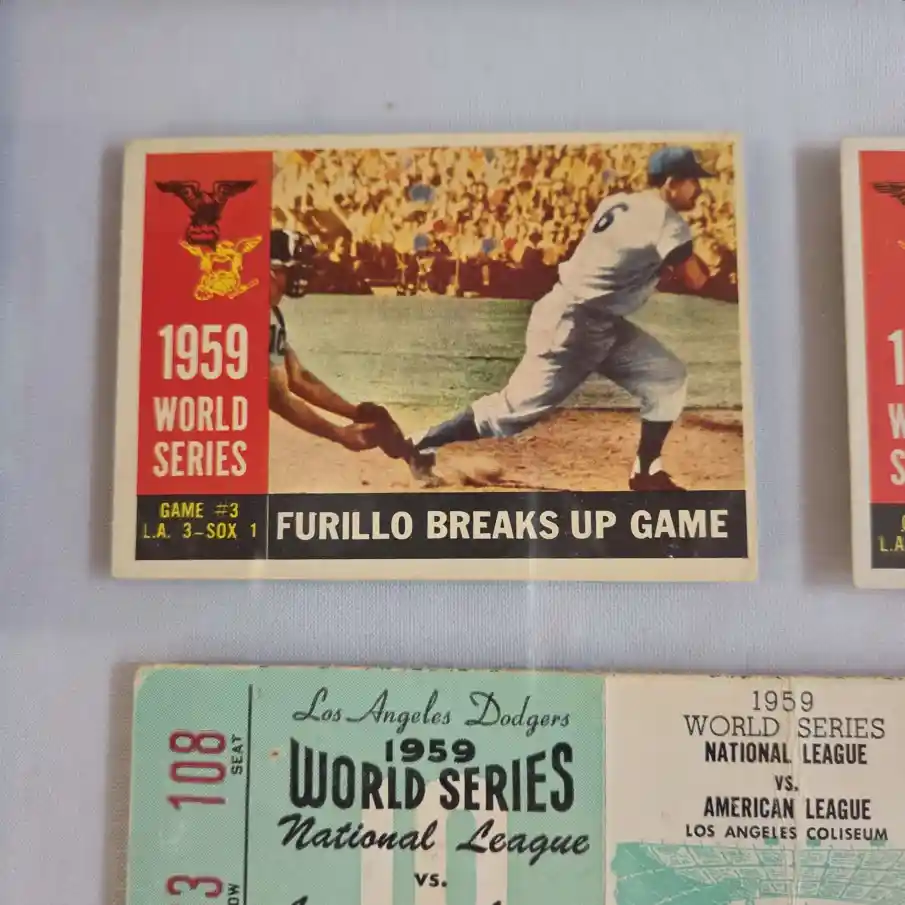 6
1959
WORLD
SERIES
GAME #3
L.A. 3-SOX 1
FURILLO BREAKS UP GAME
L.A
108
SEAT
3
Los Angeles Dodgers
1959
WORLD SERIES
National League
vs.
1959
WORLD SERIES
NATIONAL LEAGUE
VS.
AMERICAN LEAGUE
LOS ANGELES COLISEUM